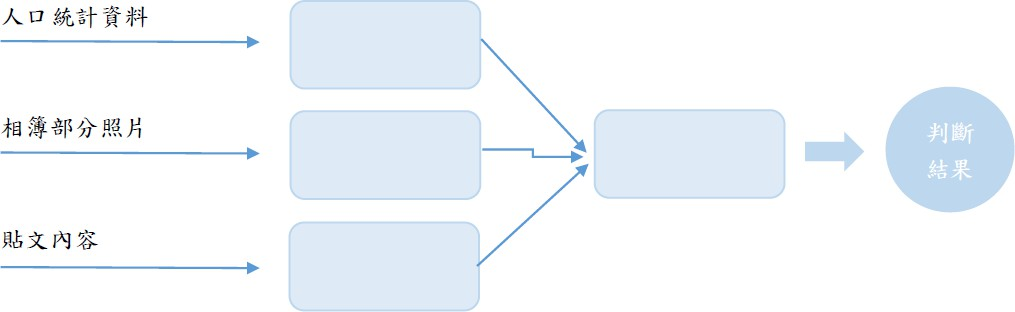 人口統計資料
相簿部分照片
貼文內容
判斷
結果